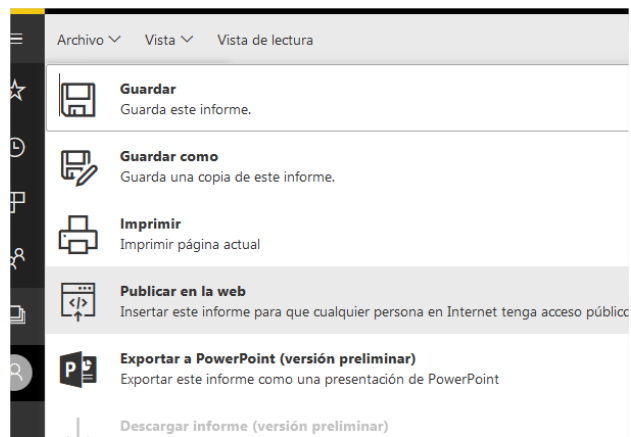 Archivo Vista Vista de lectura
Guardar
Guarda este informe.
Guardar como
Guarda una copia de este informe.
Imprimir
Imprimir página actual
Publicar en la web
Insertar este informe para que cualquier persona en Internet tenga acceso público
Exportar a PowerPoint (versión preliminar)
Exportar este informe como una presentación de PowerPoint
Descargar informe (versión preliminar)